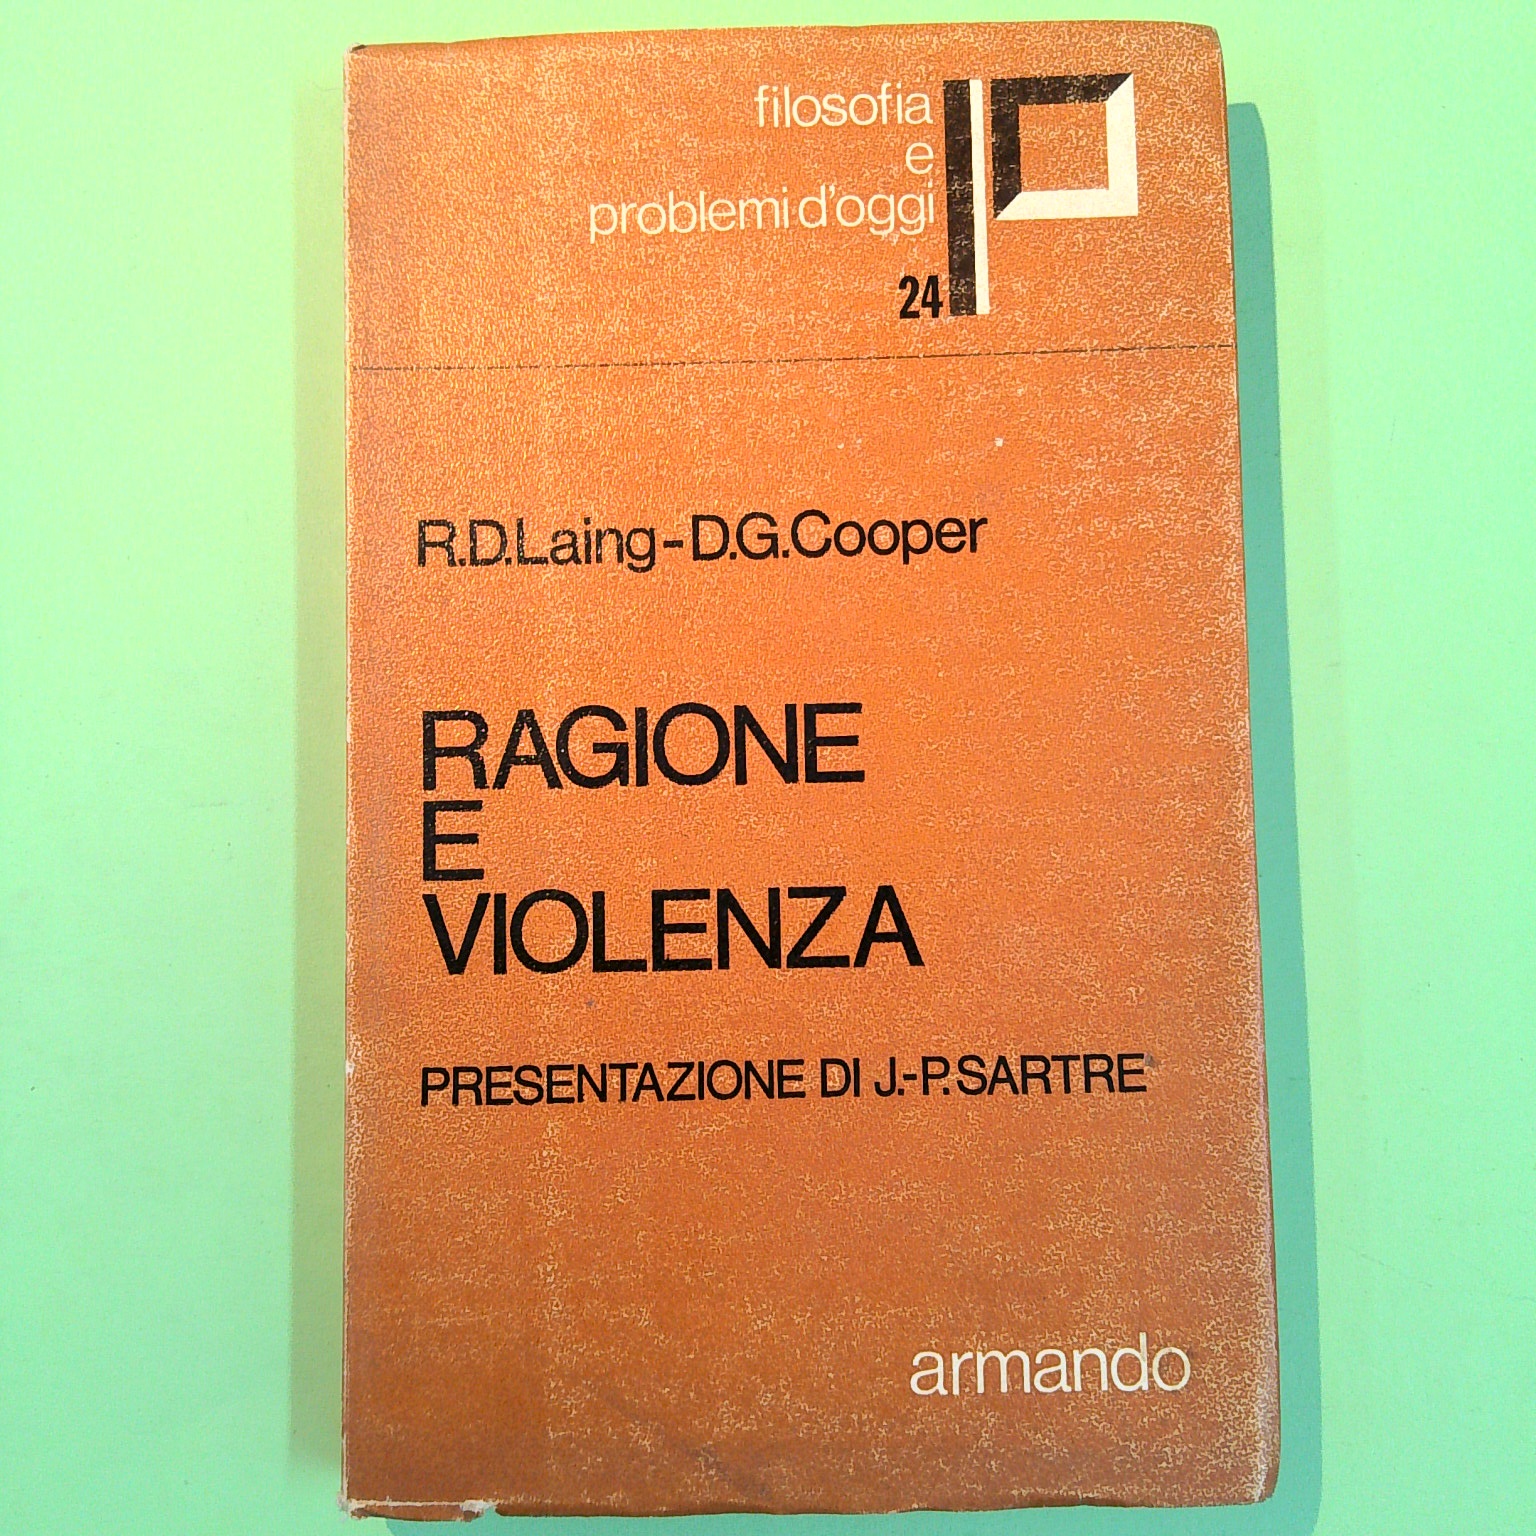 filosofia
e
problemi d'oggi
24
R.D.Laing-D.G.Cooper
RAGIONE
E
VIOLENZA
PRESENTAZIONE DI J.-P.SARTRE
armando